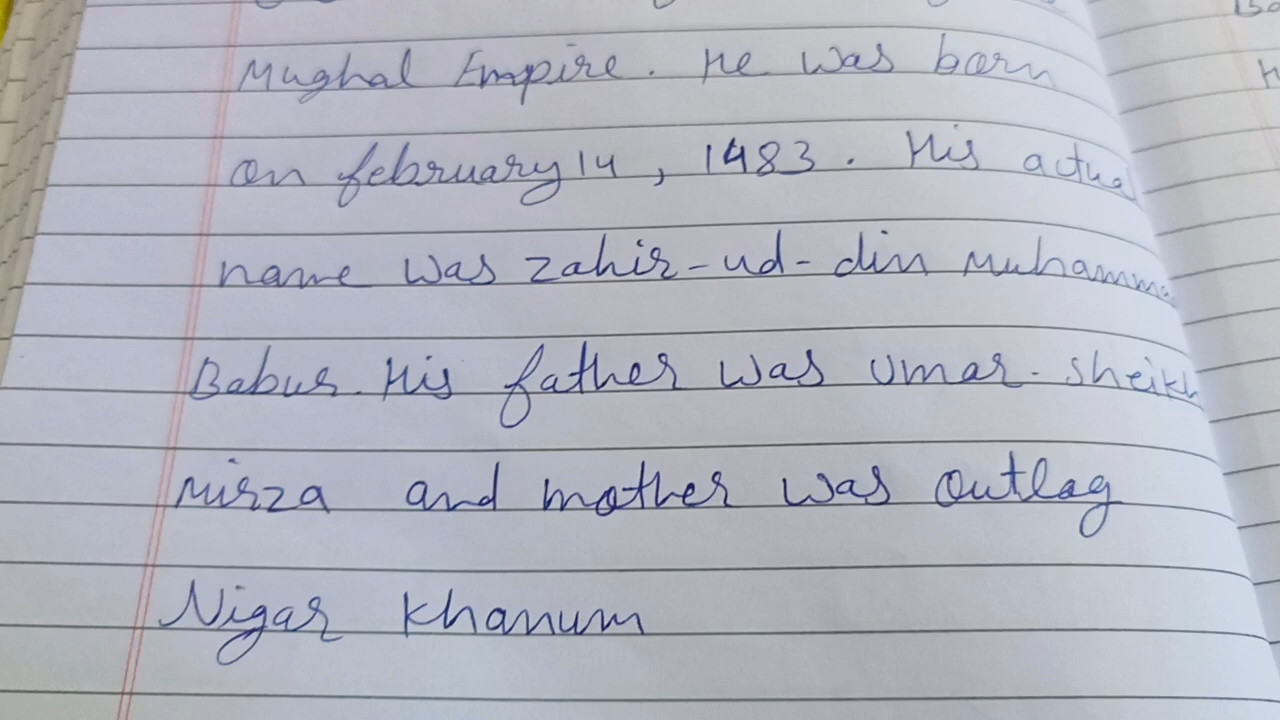 Mughal Empire. He was born
on february 14, 1483. His actual
name was zahir-ud-din Muhamma
Babur. His father was Umar. sheikh
Mirza and mother was Qutlag
Nigar Khanum